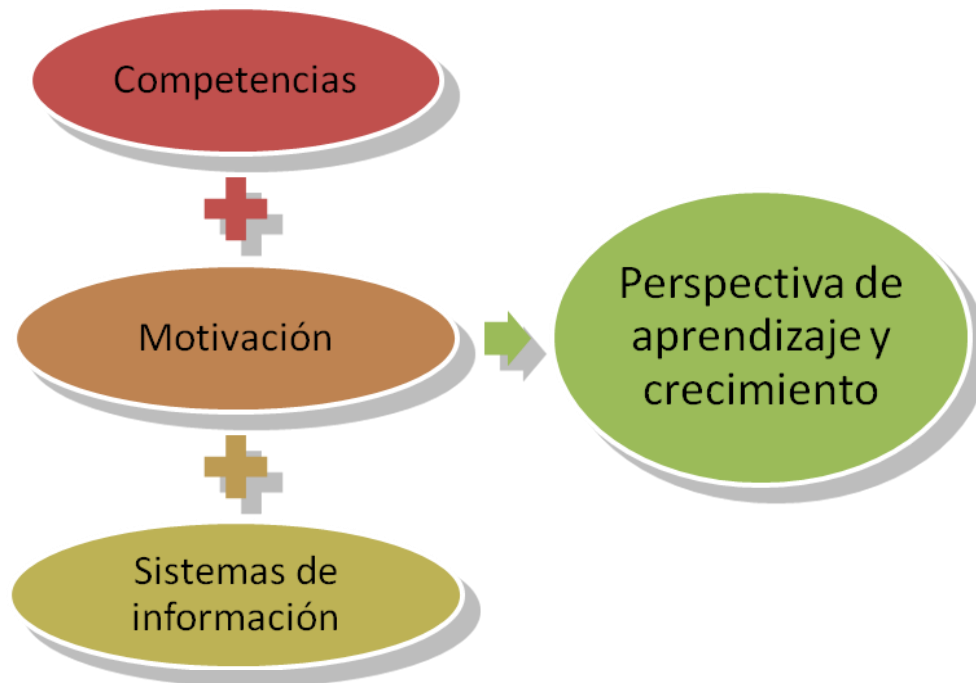 Competencias
Motivación
Sistemas de
información
Perspectiva de
aprendizaje y
crecimiento